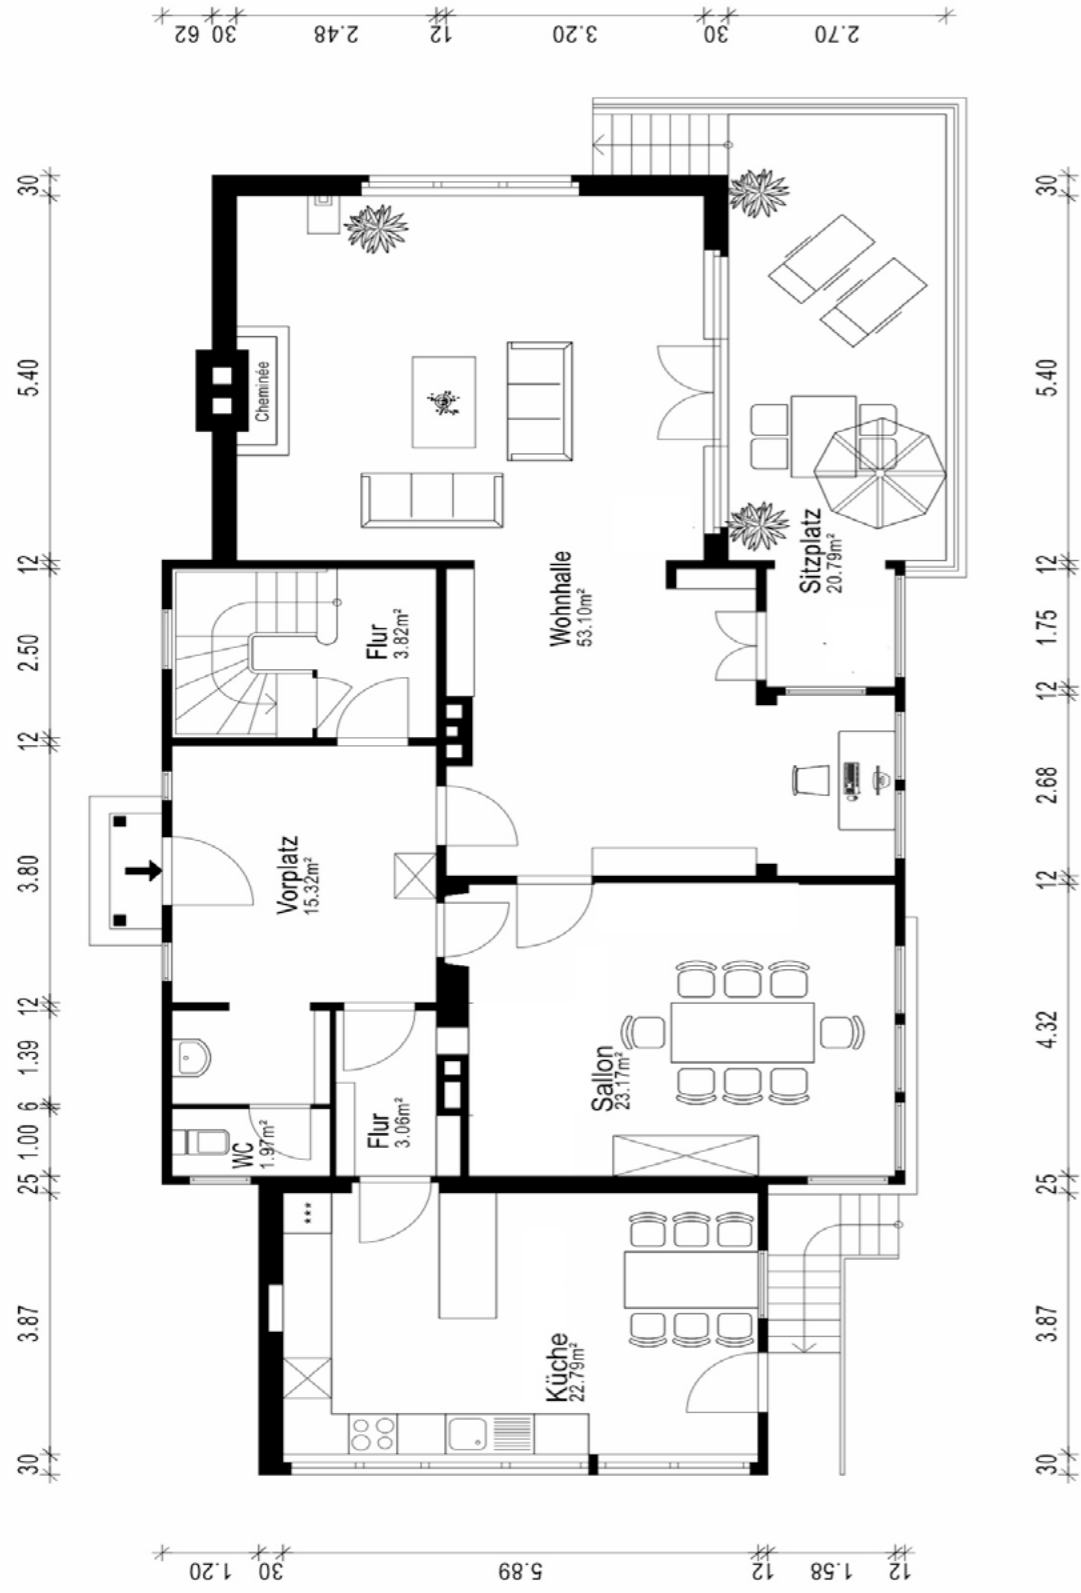 62 30 2.48 12 3.20 30 2.70
30
5.40
12
2.50
12
3.80
12
1.39
6
1.00
25
3.87
30
Cheminée
Wohnhalle
53.10m²
Sitzplatz
20.79m²
Flur
3.82m²
Vorplatz
15.32m²
Sallon
23.17m²
Flur
3.06m²
WC
1.97m²
***
Küche
22.79m²
30
5.40
12
1.75
12
2.68
12
4.32
25
3.87
30
1.20 30 5.89 12 1.58 12